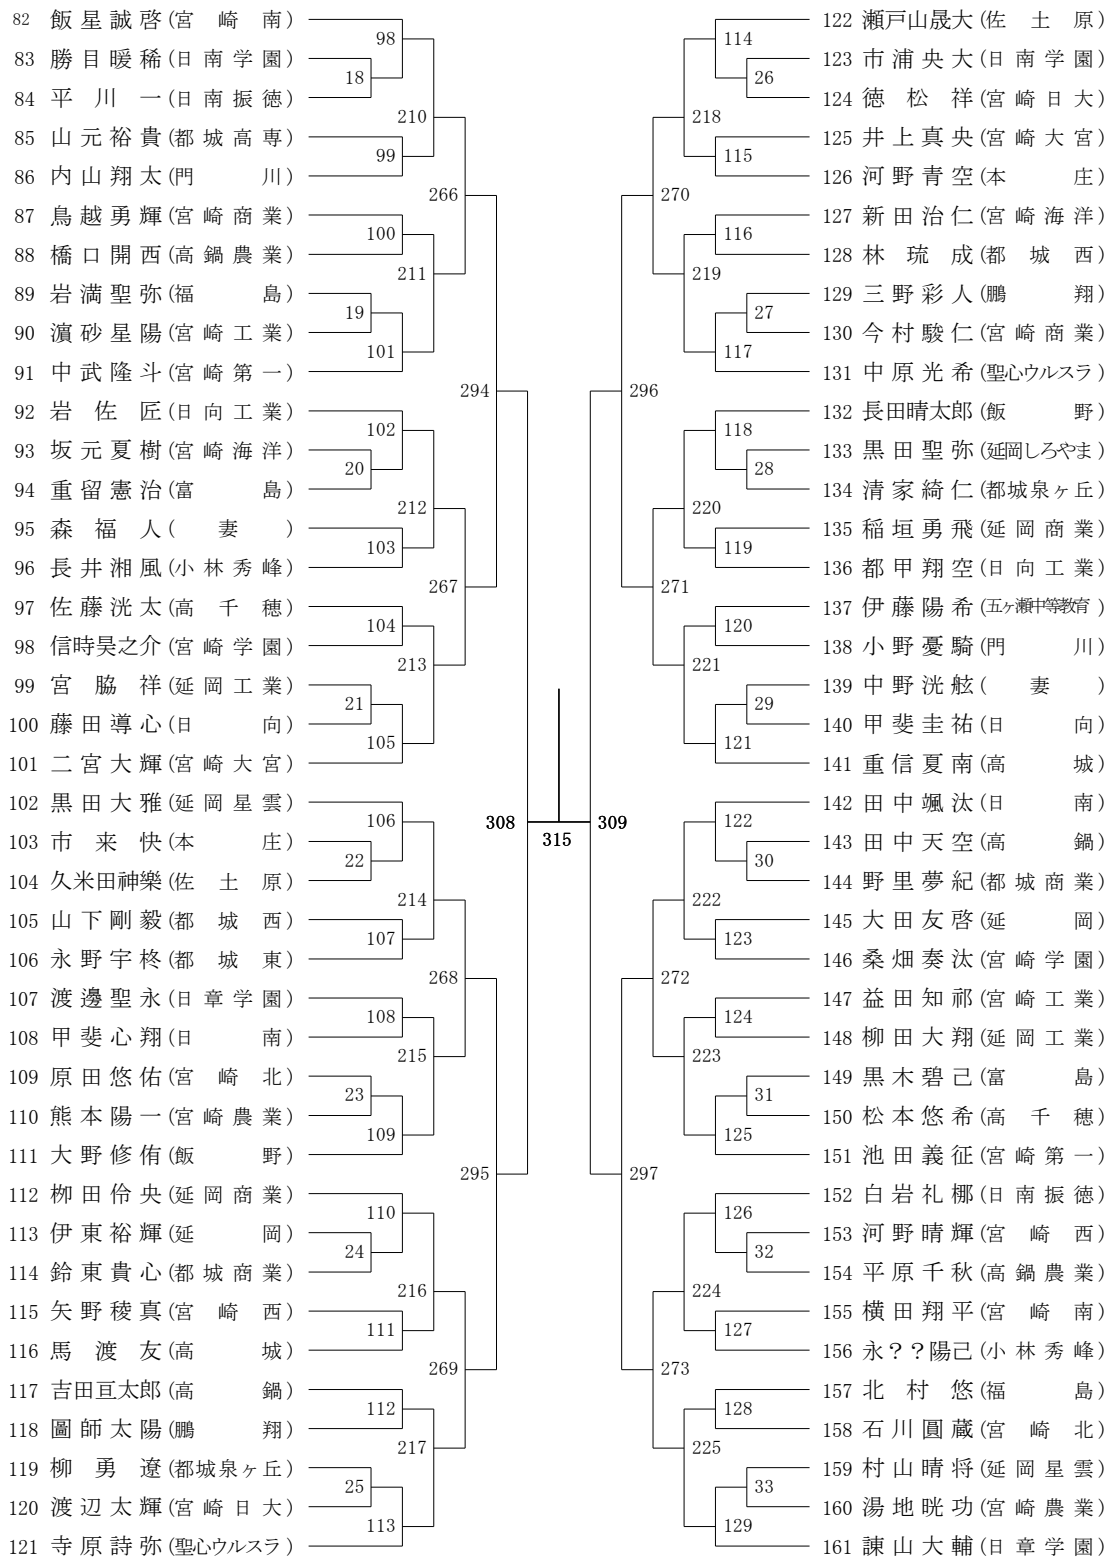 82 飯星誠啓(宮崎南)
83 勝目暖稀(日南学園)
84 平川一(日南振徳)
85 山元裕貴(都城高専)
86 内山翔太(門川)
87 鳥越勇輝(宮崎商業)
88 橋口開西(高鍋農業)
89 岩満聖弥(福島)
90 濵砂星陽(宮崎工業)
91 中武隆斗(宮崎第一)
92 岩佐匠(日向工業)
93 坂元夏樹(宮崎海洋)
94 重留憲治(富島)
95 森福人(妻)
96 長井湘風(小林秀峰)
97 佐藤洸太(高千穂)
98 信時昊之介(宮崎学園)
99 宮脇祥(延岡工業)
100 藤田導心(日向)
101 二宮大輝(宮崎大宮)
102 黒田大雅(延岡星雲)
103 市来快(本庄)
104 久米田神樂(佐土原)
105 山下剛毅(都城西)
106 永野宇柊(都城東)
107 渡邊聖永(日章学園)
108 甲斐心翔(日南)
109 原田悠佑(宮崎北)
110 熊本陽一(宮崎農業)
111 大野修侑(飯野)
112 栁田伶央(延岡商業)
113 伊東裕輝(延岡)
114 鈴東貴心(都城商業)
115 矢野稜真(宮崎西)
116 馬渡友(高城)
117 吉田亘太郎(高鍋)
118 圖師太陽(鵬翔)
119 柳勇遼(都城泉ヶ丘)
120 渡辺太輝(宮崎日大)
121 寺原詩弥(聖心ウルスラ)
98
18
210
99
266
100
211
19
101
294
102
20
212
103
267
104
213
21
105
308
106
22
214
107
268
108
215
23
109
295
110
24
216
111
269
112
217
25
113
315
309
114
26
218
115
270
116
219
27
117
296
118
28
220
119
271
120
221
29
121
122
30
222
123
272
124
223
31
125
297
126
32
224
127
273
128
225
33
129
122 瀬戸山晟大(佐土原)
123 市浦央大(日南学園)
124 徳松祥(宮崎日大)
125 井上真央(宮崎大宮)
126 河野青空(本庄)
127 新田治仁(宮崎海洋)
128 林琉成(都城西)
129 三野彩人(鵬翔)
130 今村駿仁(宮崎商業)
131 中原光希(聖心ウルスラ)
132 長田晴太郎(飯野)
133 黒田聖弥(延岡しろやま)
134 清家綺仁(都城泉ヶ丘)
135 稲垣勇飛(延岡商業)
136 都甲翔空(日向工業)
137 伊藤陽希(五ヶ瀬中等教育)
138 小野憂騎(門川)
139 中野洸舷(妻)
140 甲斐圭祐(日向)
141 重信夏南(高城)
142 田中颯汰(日南)
143 田中天空(高鍋)
144 野里夢紀(都城商業)
145 大田友啓(延岡)
146 桑畑奏汰(宮崎学園)
147 益田知祁(宮崎工業)
148 柳田大翔(延岡工業)
149 黒木碧己(富島)
150 松本悠希(高千穂)
151 池田義征(宮崎第一)
152 白岩礼梛(日南振徳)
153 河野晴輝(宮崎西)
154 平原千秋(高鍋農業)
155 横田翔平(宮崎南)
156 永??陽己(小林秀峰)
157 北村悠(福島)
158 石川圓蔵(宮崎北)
159 村山晴将(延岡星雲)
160 湯地晄功(宮崎農業)
161 諫山大輔(日章学園)